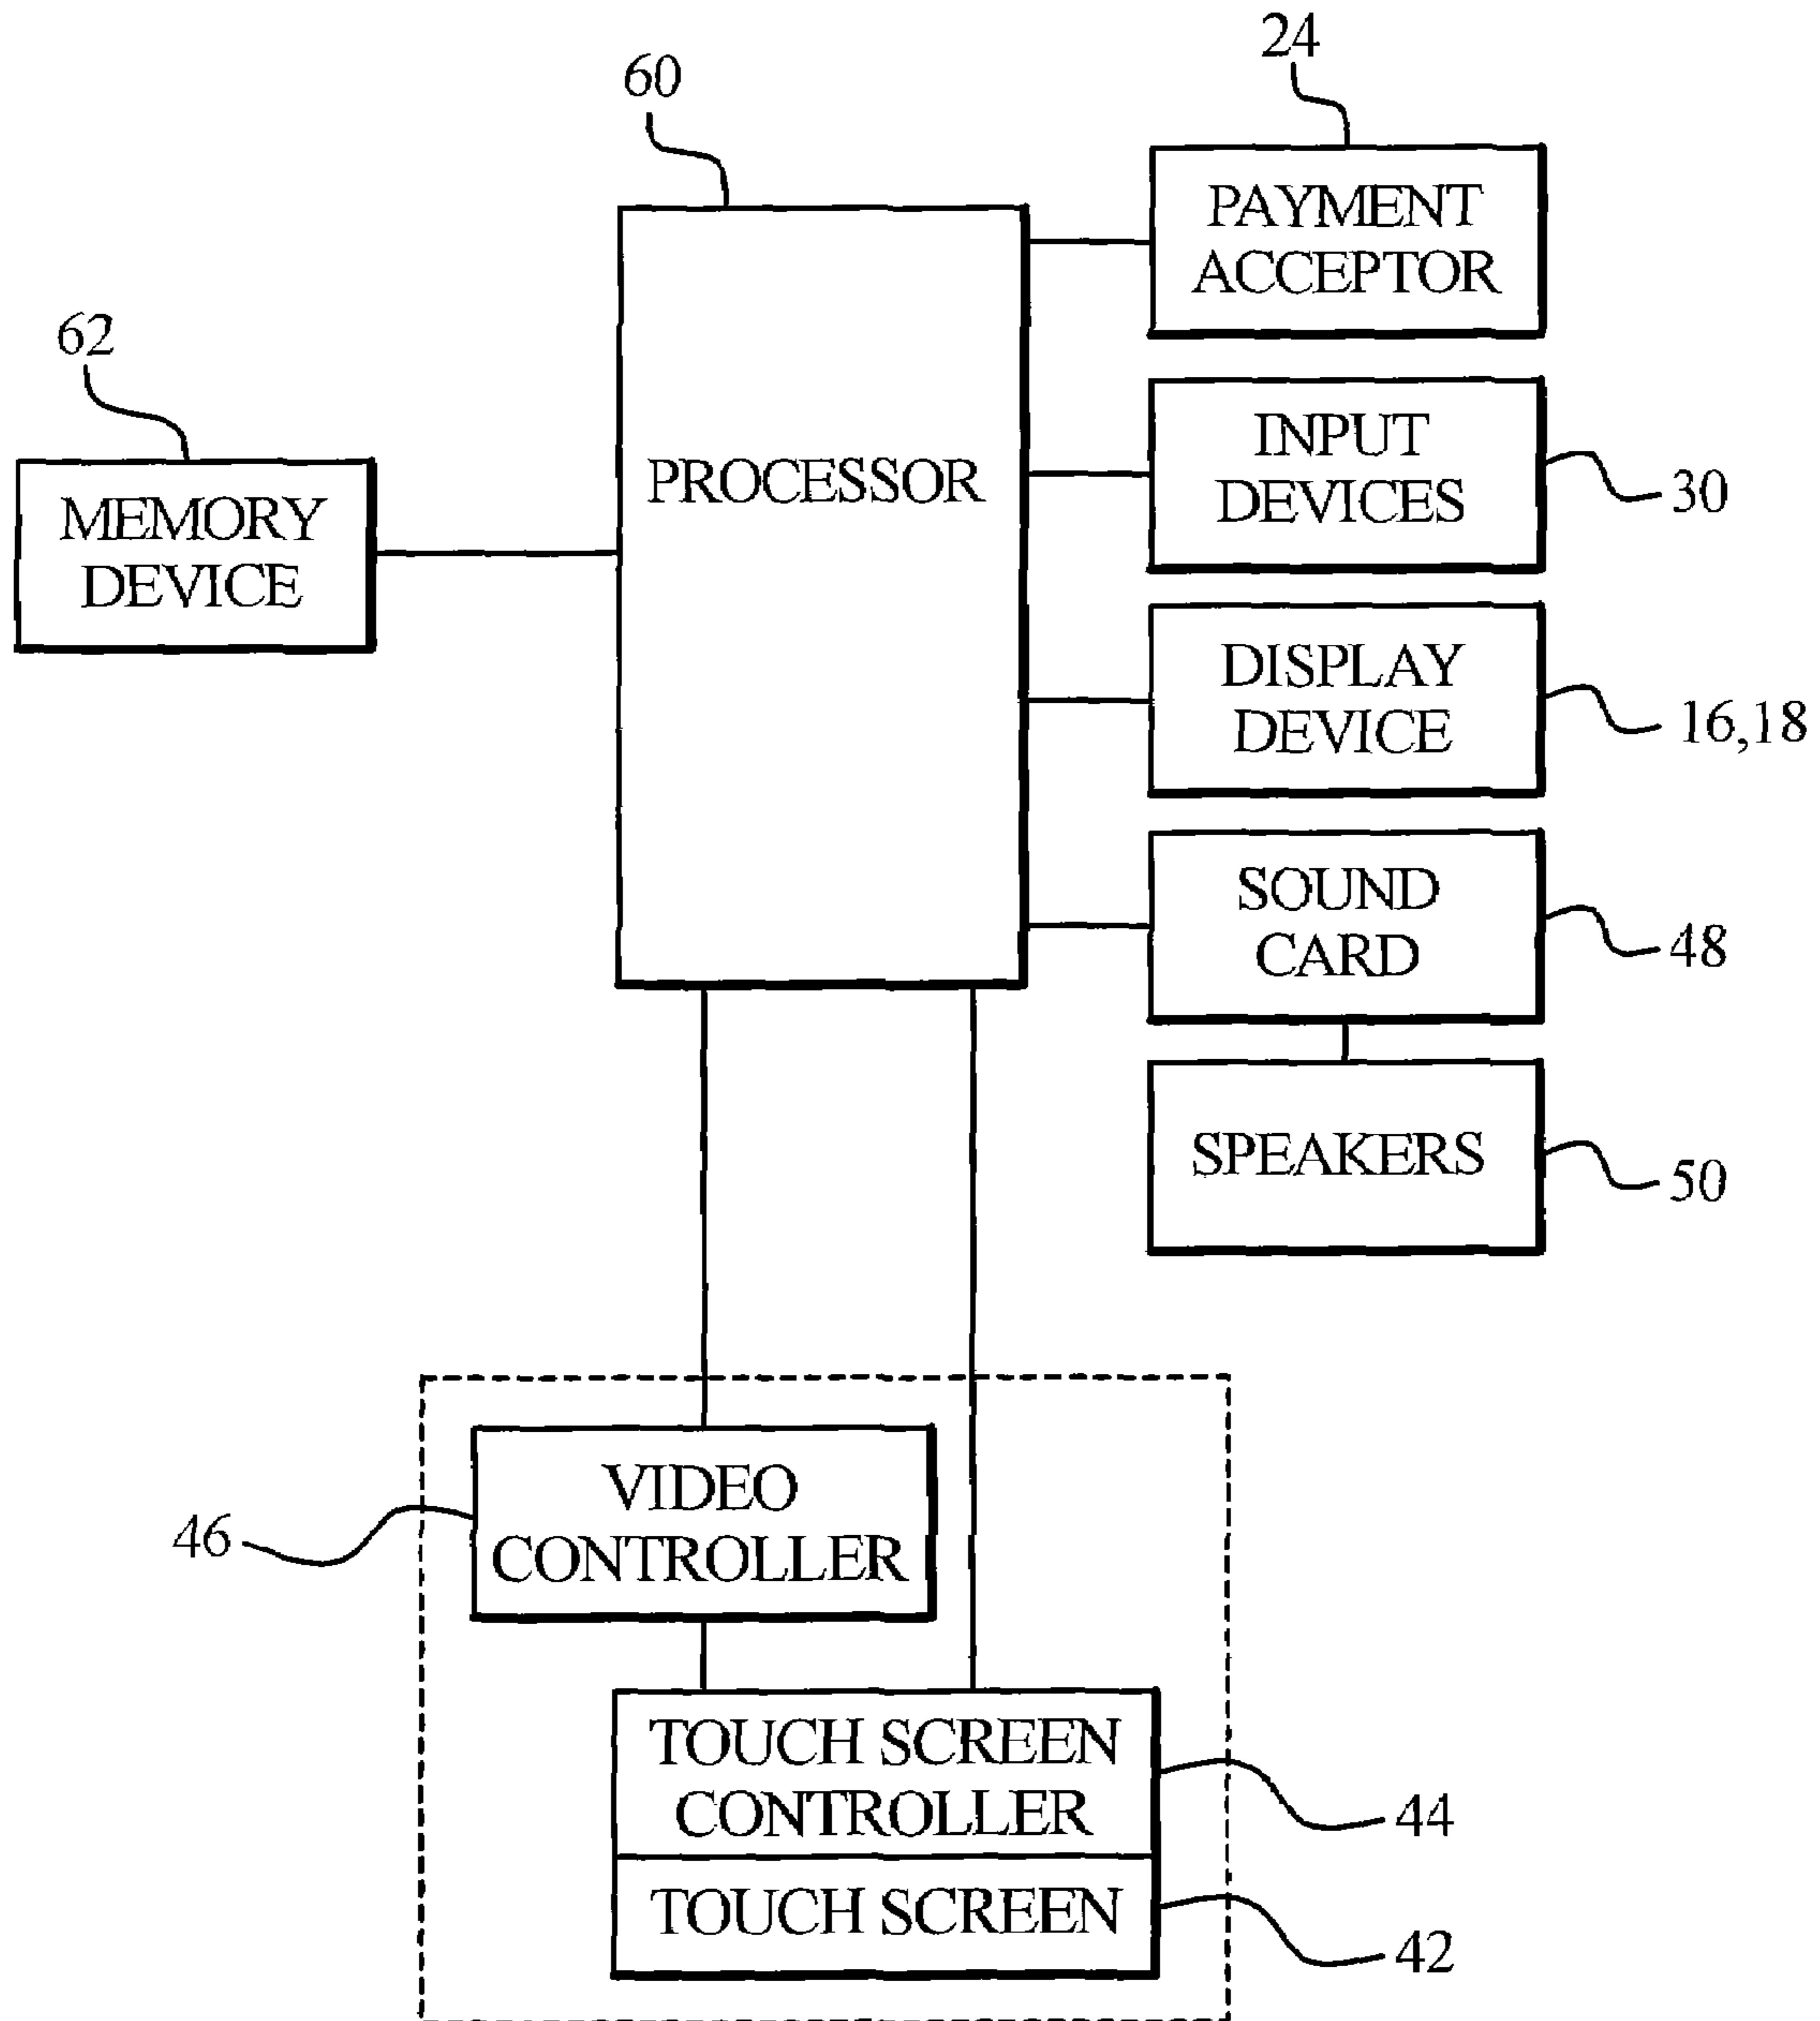 24
60
PAYMENT
ACCEPTOR
62
INPUT
DEVICES
30
PROCESSOR
MEMORY
DEVICE
DISPLAY
DEVICE
16,18
SOUND
CARD
48
SPEAKERS
50
VIDEO
CONTROLLER
46
TOUCH SCREEN
CONTROLLER
44
TOUCH SCREEN
42